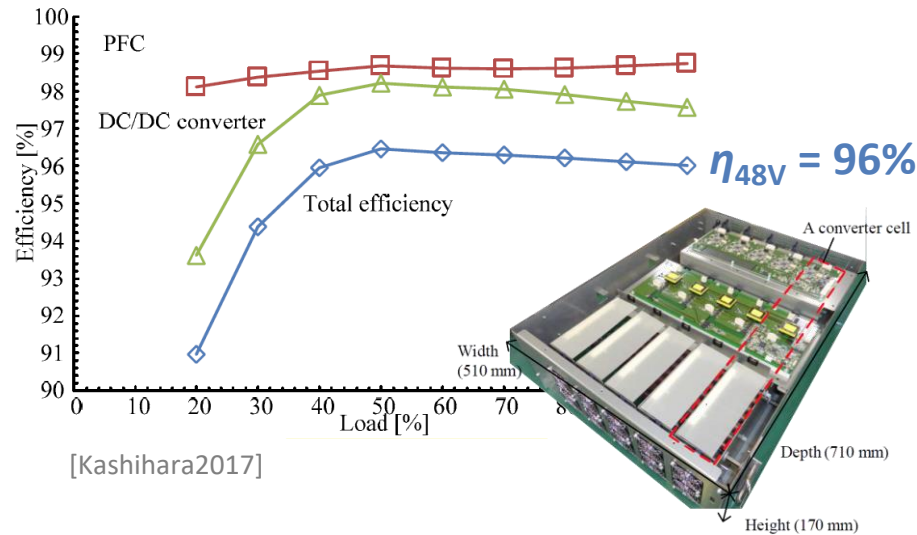 100
99
98
97
96
95
94
93
92
91
90
Efficiency [%]
PFC
DC/DC converter
Total efficiency
η48V = 96%
0
10
20
30
40
50
60
70
8
Load [%]
[Kashihara2017]
A converter cell
Width
(510 mm)
Depth (710 mm)
Height (170 mm)